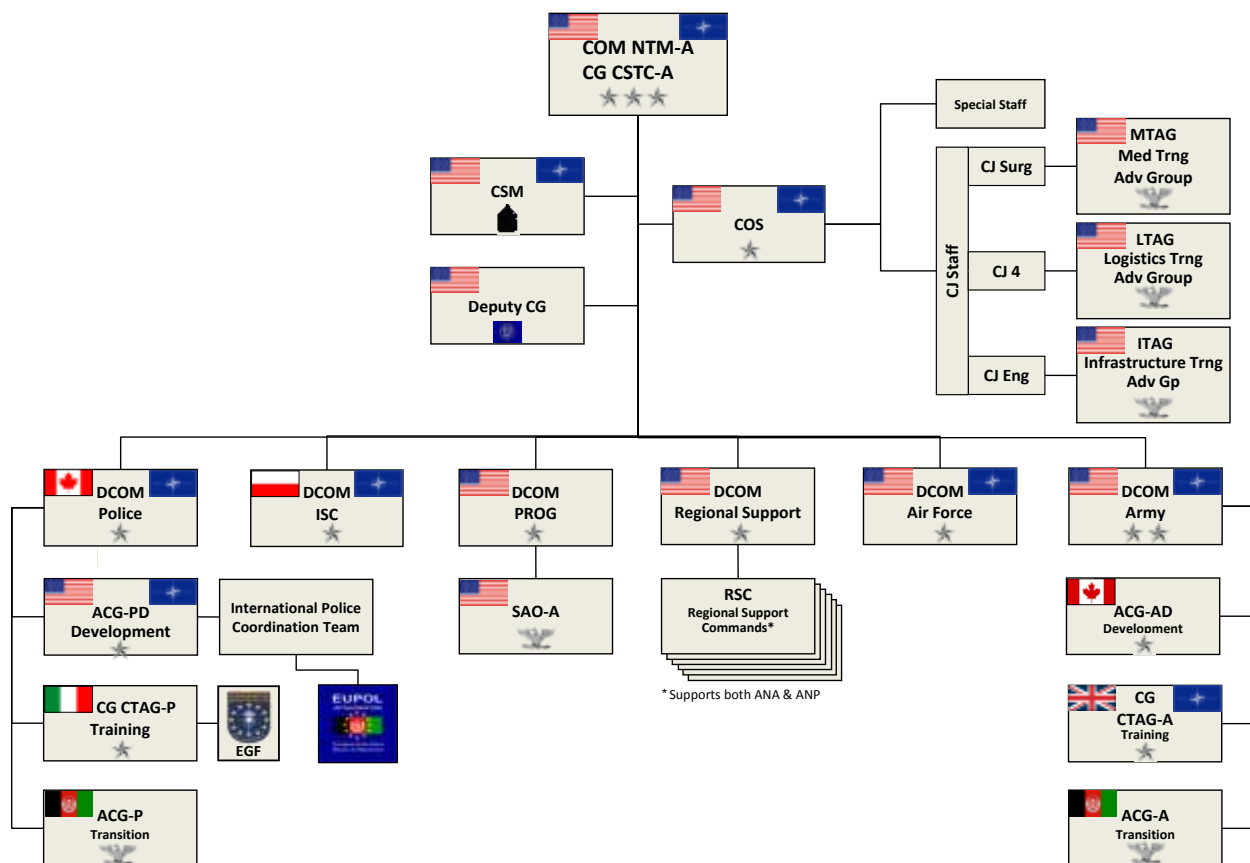 COM NTM-A
CG CSTC-A
Special Staff
MTAG
Med Trng
Adv Group
CJ Surg
CSM
COS
CJ Staff
LTAG
Logistics Trng
Adv Group
CJ 4
Deputy CG
ITAG
Infrastructure Trng
Adv Gp
CJ Eng
DCOM
Police
DCOM
ISC
DCOM
PROG
DCOM
Regional Support
DCOM
Air Force
DCOM
Army
ACG-PD
Development
International Police
Coordination Team
SAO-A
RSC
Regional Support
Commands*
ACG-AD
Development
* Supports both ANA & ANP
CG CTAG-P
Training
EGF
EUPOL
CG
CTAG-A
Training
ACG-P
Transition
ACG-A
Transition